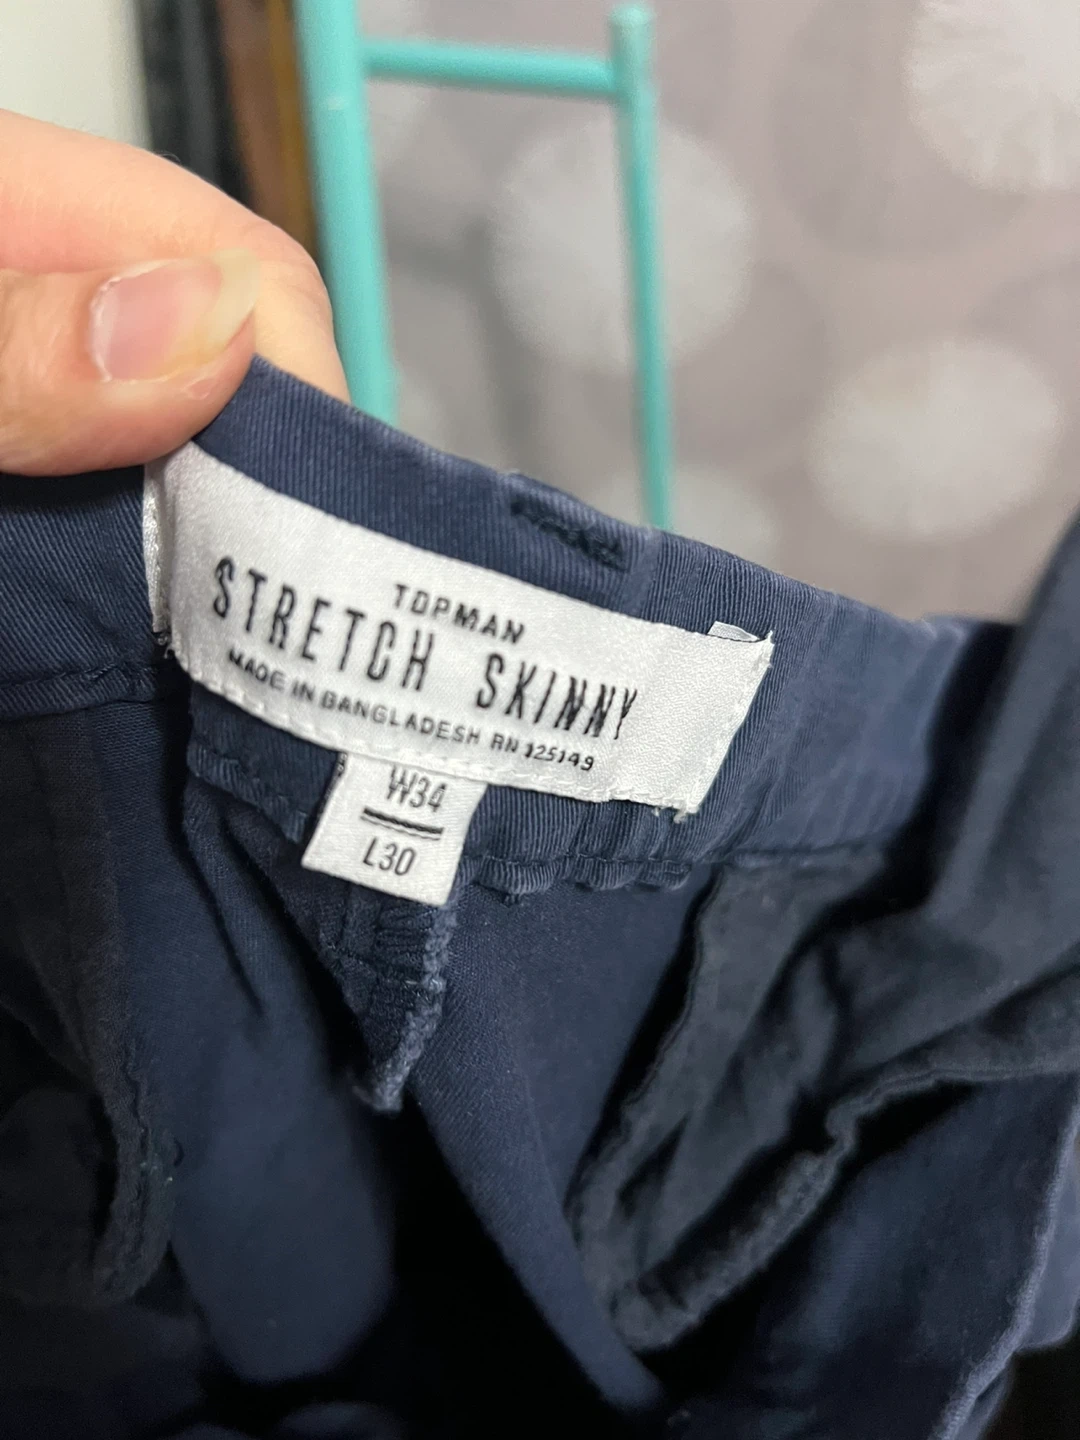 TOPMAN
STRETCH SKINNY
MADE IN BANGLADESH RN 125149
W34
L30